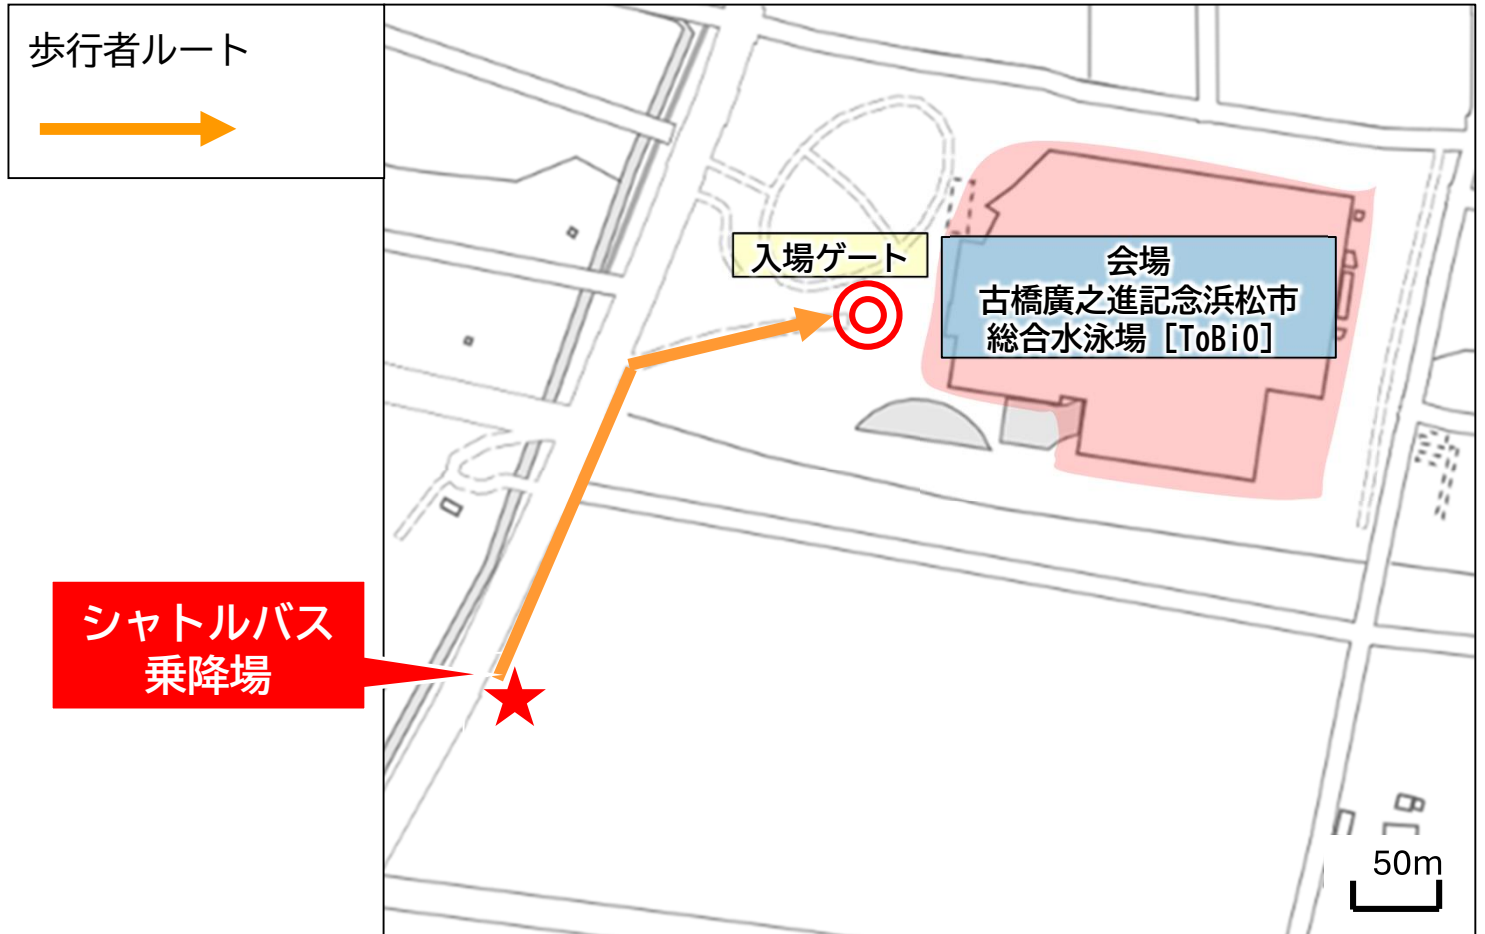 歩行者ルート
入場ゲート
会場
古橋廣之進記念浜松市
総合水泳場［ToBiO］
シャトルバス
乗降場
50m